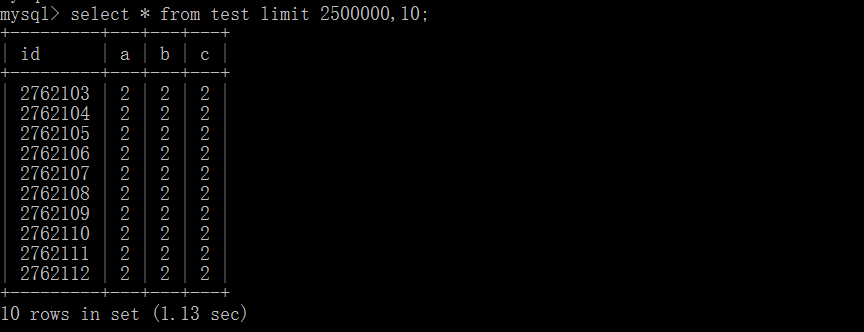 mysql> select * from test limit 2500000,10;
+---------+---+---+---+
| id      | a | b | c |
+---------+---+---+---+
| 2762103 | 2 | 2 | 2 |
| 2762104 | 2 | 2 | 2 |
| 2762105 | 2 | 2 | 2 |
| 2762106 | 2 | 2 | 2 |
| 2762107 | 2 | 2 | 2 |
| 2762108 | 2 | 2 | 2 |
| 2762109 | 2 | 2 | 2 |
| 2762110 | 2 | 2 | 2 |
| 2762111 | 2 | 2 | 2 |
| 2762112 | 2 | 2 | 2 |
+---------+---+---+---+
10 rows in set (1.13 sec)